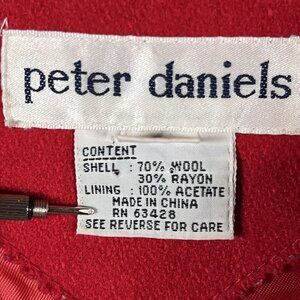 peter daniels
CONTENT
SHELL : 70% WOOL
30% RAYON
LINING : 100% ACETATE
MADE IN CHINA
RN 63428
SEE REVERSE FOR CARE